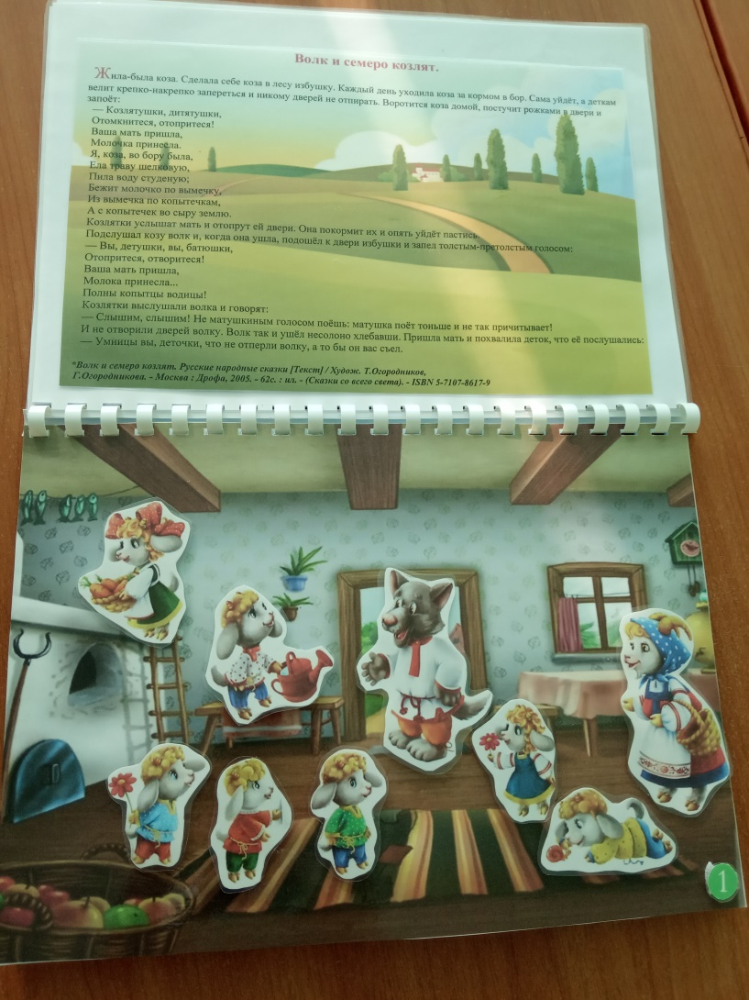 Волк и семеро козлят.
Жила-была коза. Сделала себе коза в лесу избушку. Каждый день уходила коза за кормом в бор. Сама уйдёт, а деткам
велит крепко-накрепко запереться и никому дверей не отпирать. Воротится коза домой, постучит рожками в двери и
запоёт:
— Козлятушки, дитятушки,
Отомкнитеся, отопритеся!
Ваша мать пришла,
Молочка принесла.
Я, коза, во бору была,
Ела траву шелковую,
Пила воду студеную;
Бежит молочко по вымечку,
Из вымечка по копытечкам,
А с копытечек во сыру землю.
Козлятки услышат мать и отопрут ей двери. Она покормит их и опять уйдёт пастись.
Подслушал козу волк и, когда она ушла, подошёл к двери избушки и запел толстым-претолстым голосом:
— Вы, детушки, вы, батюшки,
Отопритеся, отворитеся!
Ваша мать пришла,
Молока принесла...
Полны копытцы водицы!
Козлятки выслушали волка и говорят:
— Слышим, слышим! Не матушкиным голосом поёшь: матушка поёт тоньше и не так причитывает!
И не отворили дверей волку. Волк так и ушёл несолоно хлебавши. Пришла мать и похвалила деток, что её послушались:
— Умницы вы, деточки, что не отперли волку, а то бы он вас съел.
*Волк и семеро козлят. Русские народные сказки [Текст] / Худож. Т.Огородников,
Г.Огородникова. - Москва : Дрофа, 2005. - 62с. : ил. - (Сказки со всего света). - ISBN 5-7107-8617-9
1